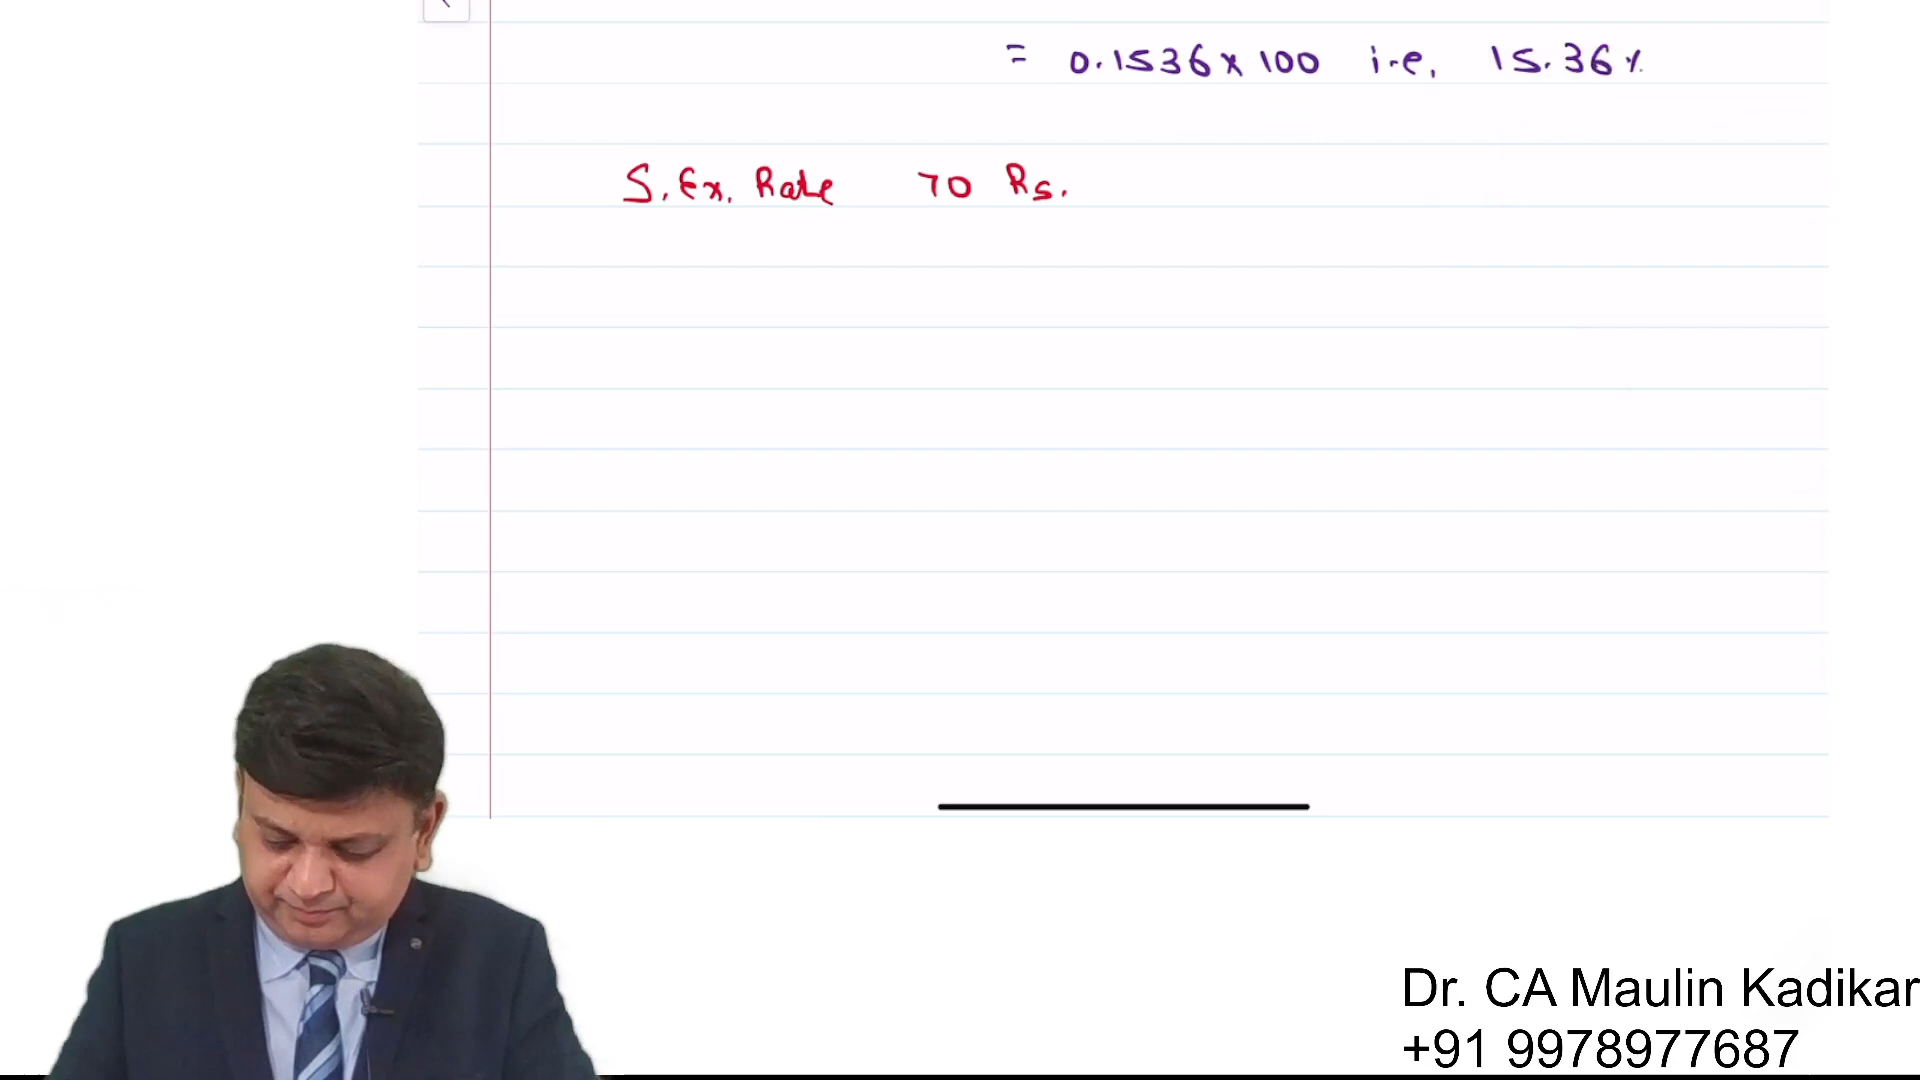 = 0.1536 x 100 i.e. 15.36 %
S. Ex. Rate 70 Rs.
Dr. CA Maulin Kadikar
+91 9978977687